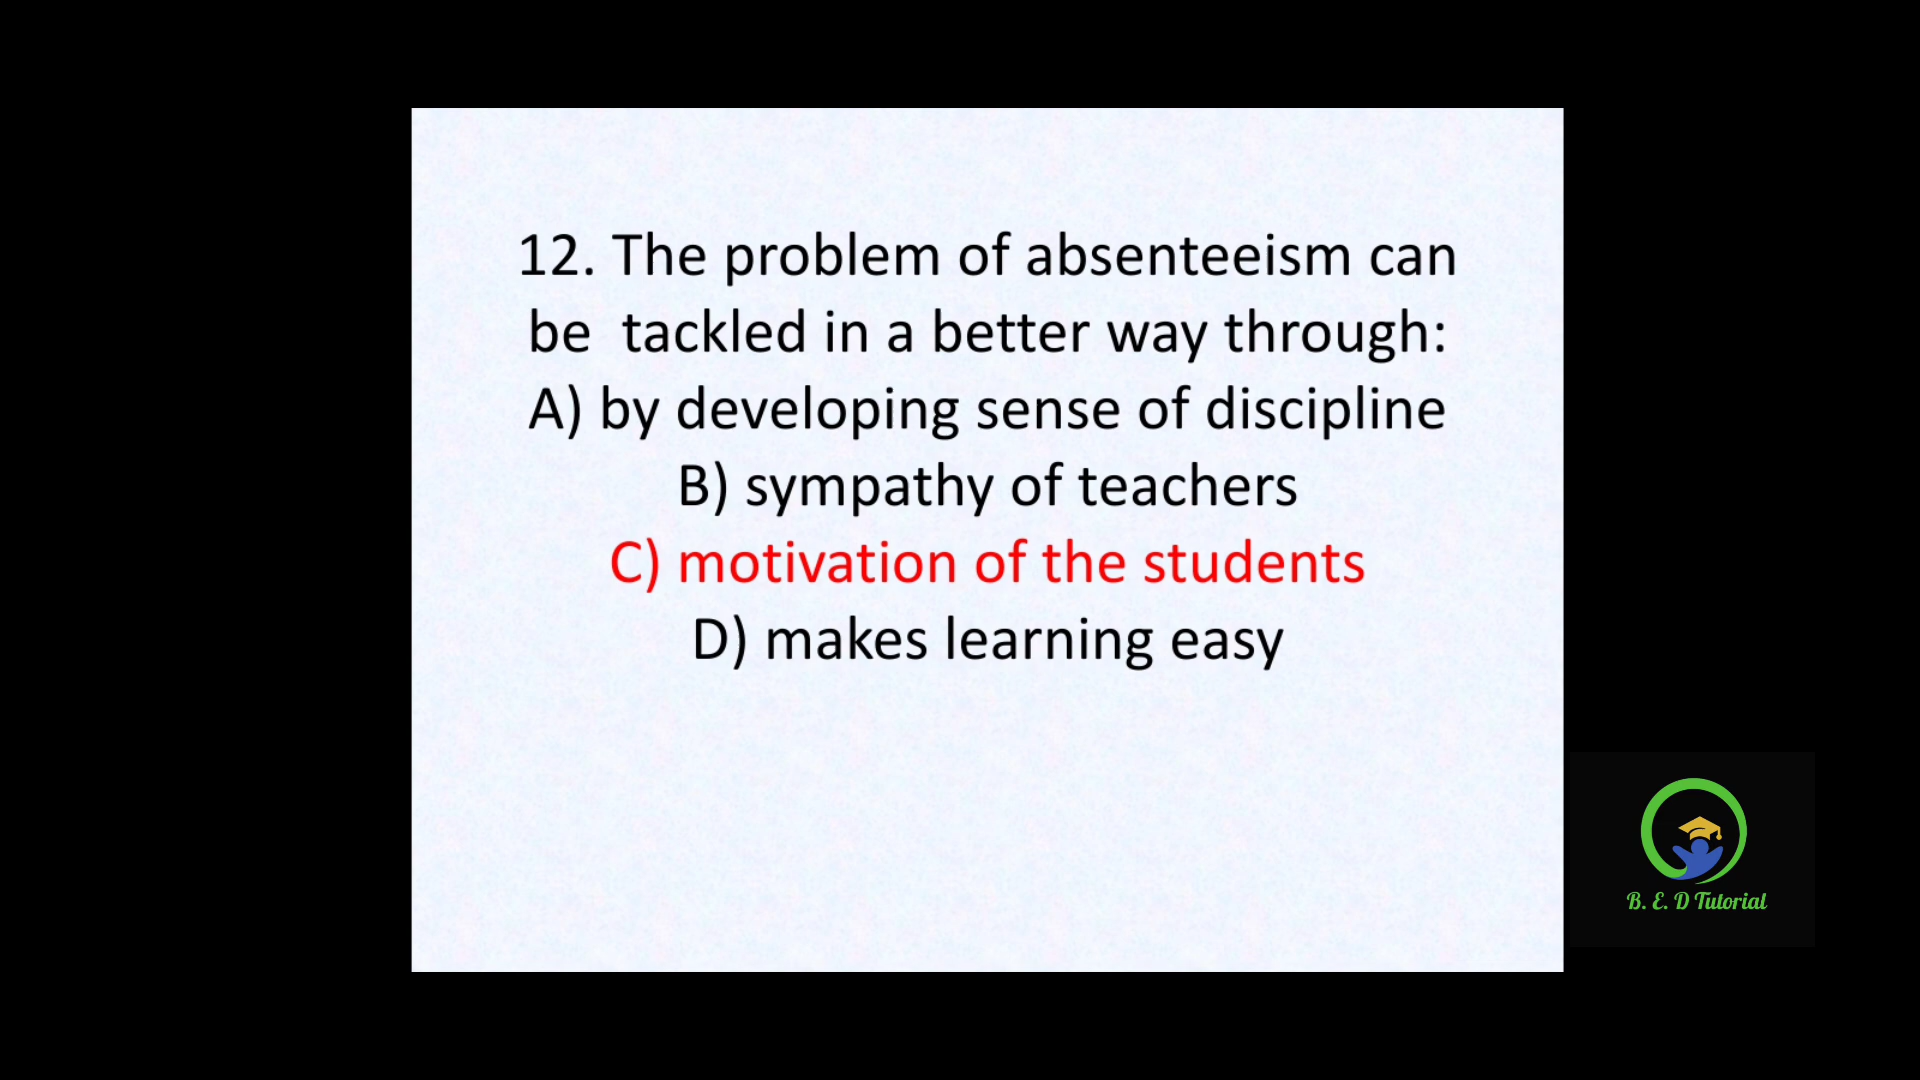 12. The problem of absenteeism can
be  tackled in a better way through:
A) by developing sense of discipline
B) sympathy of teachers
C) motivation of the students
D) makes learning easy
B. E. D Tutorial